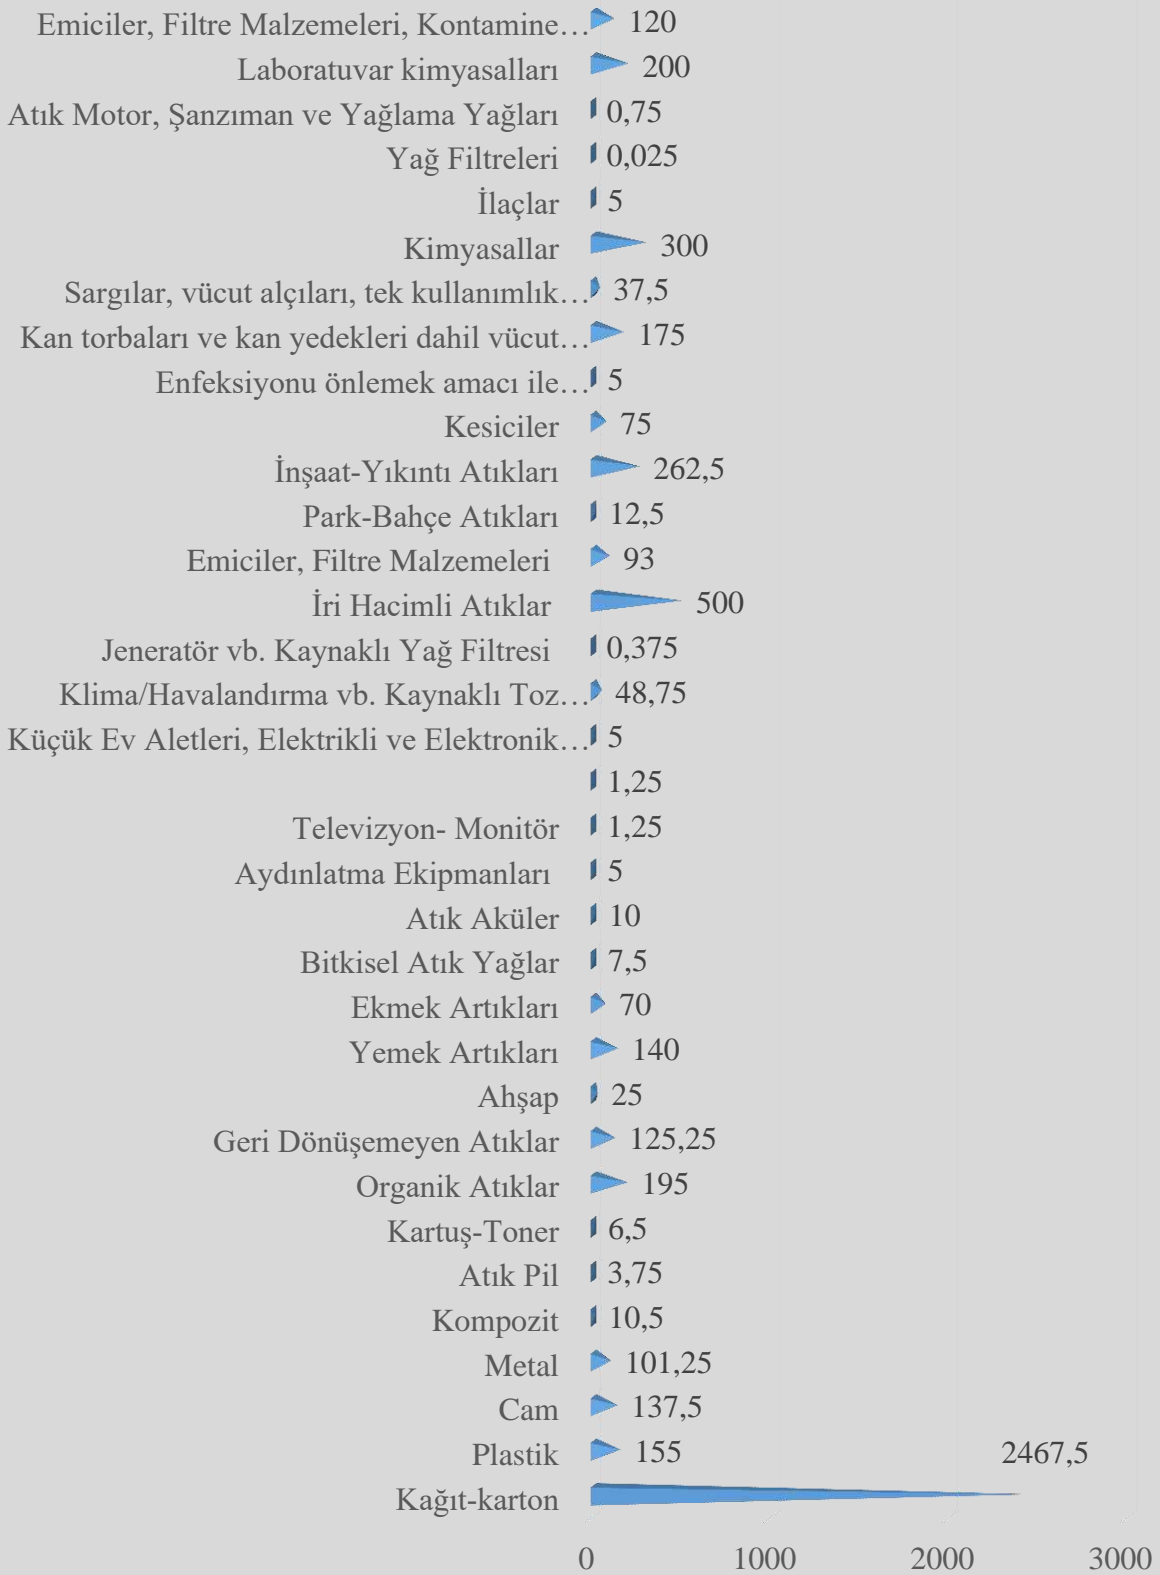 Emiciler, Filtre Malzemeleri, Kontamine… 120
Laboratuvar kimyasalları 200
Atık Motor, Şanzıman ve Yağlama Yağları 0,75
Yağ Filtreleri 0,025
İlaçlar 5
Kimyasallar 300
Sargılar, vücut alçıları, tek kullanımlık… 37,5
Kan torbaları ve kan yedekleri dahil vücut… 175
Enfeksiyonu önlemek amacı ile… 5
Kesiciler 75
İnşaat-Yıkıntı Atıkları 262,5
Park-Bahçe Atıkları 12,5
Emiciler, Filtre Malzemeleri 93
İri Hacimli Atıklar 500
Jeneratör vb. Kaynaklı Yağ Filtresi 0,375
Klima/Havalandırma vb. Kaynaklı Toz… 48,75
Küçük Ev Aletleri, Elektrikli ve Elektronik… 5
1,25
Televizyon- Monitör 1,25
Aydınlatma Ekipmanları 5
Atık Aküler 10
Bitkisel Atık Yağlar 7,5
Ekmek Artıkları 70
Yemek Artıkları 140
Ahşap 25
Geri Dönüşemeyen Atıklar 125,25
Organik Atıklar 195
Kartuş-Toner 6,5
Atık Pil 3,75
Kompozit 10,5
Metal 101,25
Cam 137,5
Plastik 155 2467,5
Kağıt-karton
0 1000 2000 3000